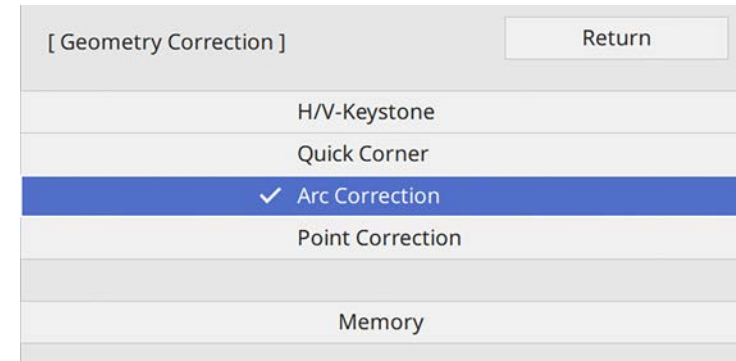 [ Geometry Correction ]
Return
H/V-Keystone
Quick Corner
Arc Correction
Point Correction
Memory